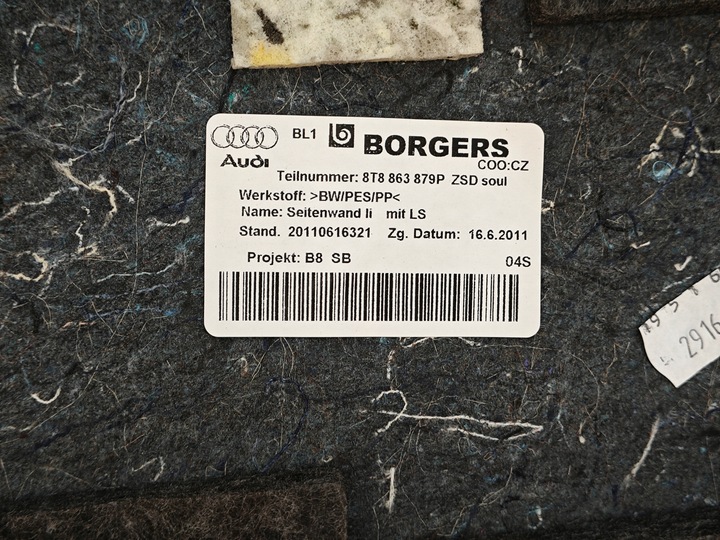 Audi
BL1 BORGERS
COO:CZ
Teilnummer: 8T8 863 879P ZSD soul
Werkstoff: >BW/PES/PP<
Name: Seitenwand li mit LS
Stand. 20110616321 Zg. Datum: 16.6.2011
Projekt: B8 SB 04S
2916